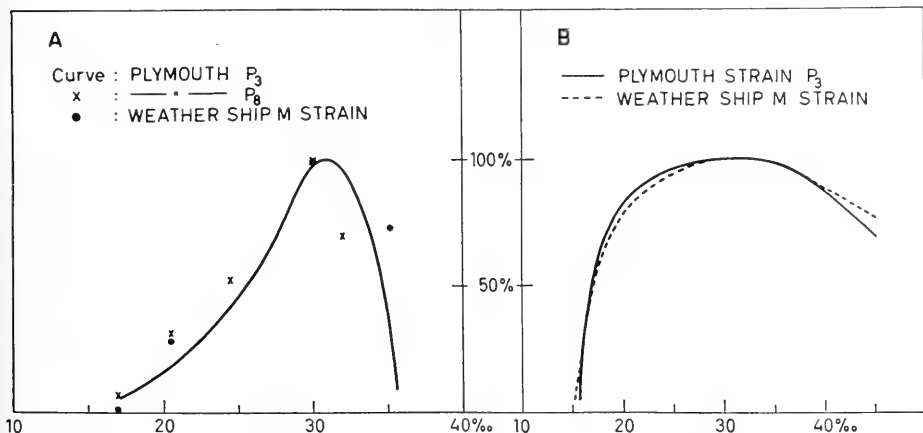 A
Curve : PLYMOUTH P3
x : —— " —— P8
● : WEATHER SHIP M STRAIN
B
PLYMOUTH STRAIN P3
WEATHER SHIP M STRAIN
100%
50%
10 20 30 40‰
10 20 30 40‰